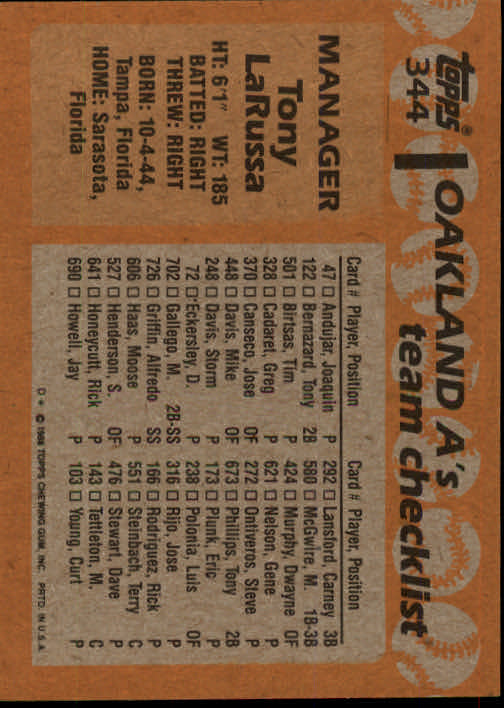 topps®
344
OAKLAND A's
team checklist
MANAGER
Tony
LaRussa
HT: 6'1" WT: 185
BATTED: RIGHT
THREW: RIGHT
BORN: 10-4-44,
Tampa, Florida
HOME: Sarasota,
Florida
Card # Player, Position
47 □ Andujar, Joaquin P
122 □ Bernazard, Tony 2B
501 □ Birtsas, Tim P
328 □ Cadaret, Greg P
370 □ Canseco, Jose OF
448 □ Davis, Mike OF
248 □ Davis, Storm P
72 □ Eckersley, D. P
702 □ Gallego, M. 2B-SS
726 □ Griffin, Alfredo SS
606 □ Haas, Moose P
527 □ Henderson, S. OF
641 □ Honeycutt, Rick P
690 □ Howell, Jay P
Card # Player, Position
292 □ Lansford, Carney 3B
580 □ McGwire, M. 1B-3B
424 □ Murphy, Dwayne OF
621 □ Nelson, Gene P
272 □ Ontiveros, Steve P
673 □ Phillips, Tony 2B
173 □ Plunk, Eric P
238 □ Polonia, Luis OF
316 □ Rijo, Jose P
166 □ Rodriguez, Rick P
551 □ Steinbach, Terry C
476 □ Stewart, Dave P
143 □ Tettleton, M. C
103 □ Young, Curt P
© 1988 TOPPS CHEWING GUM, INC. PRTD. IN U.S.A.